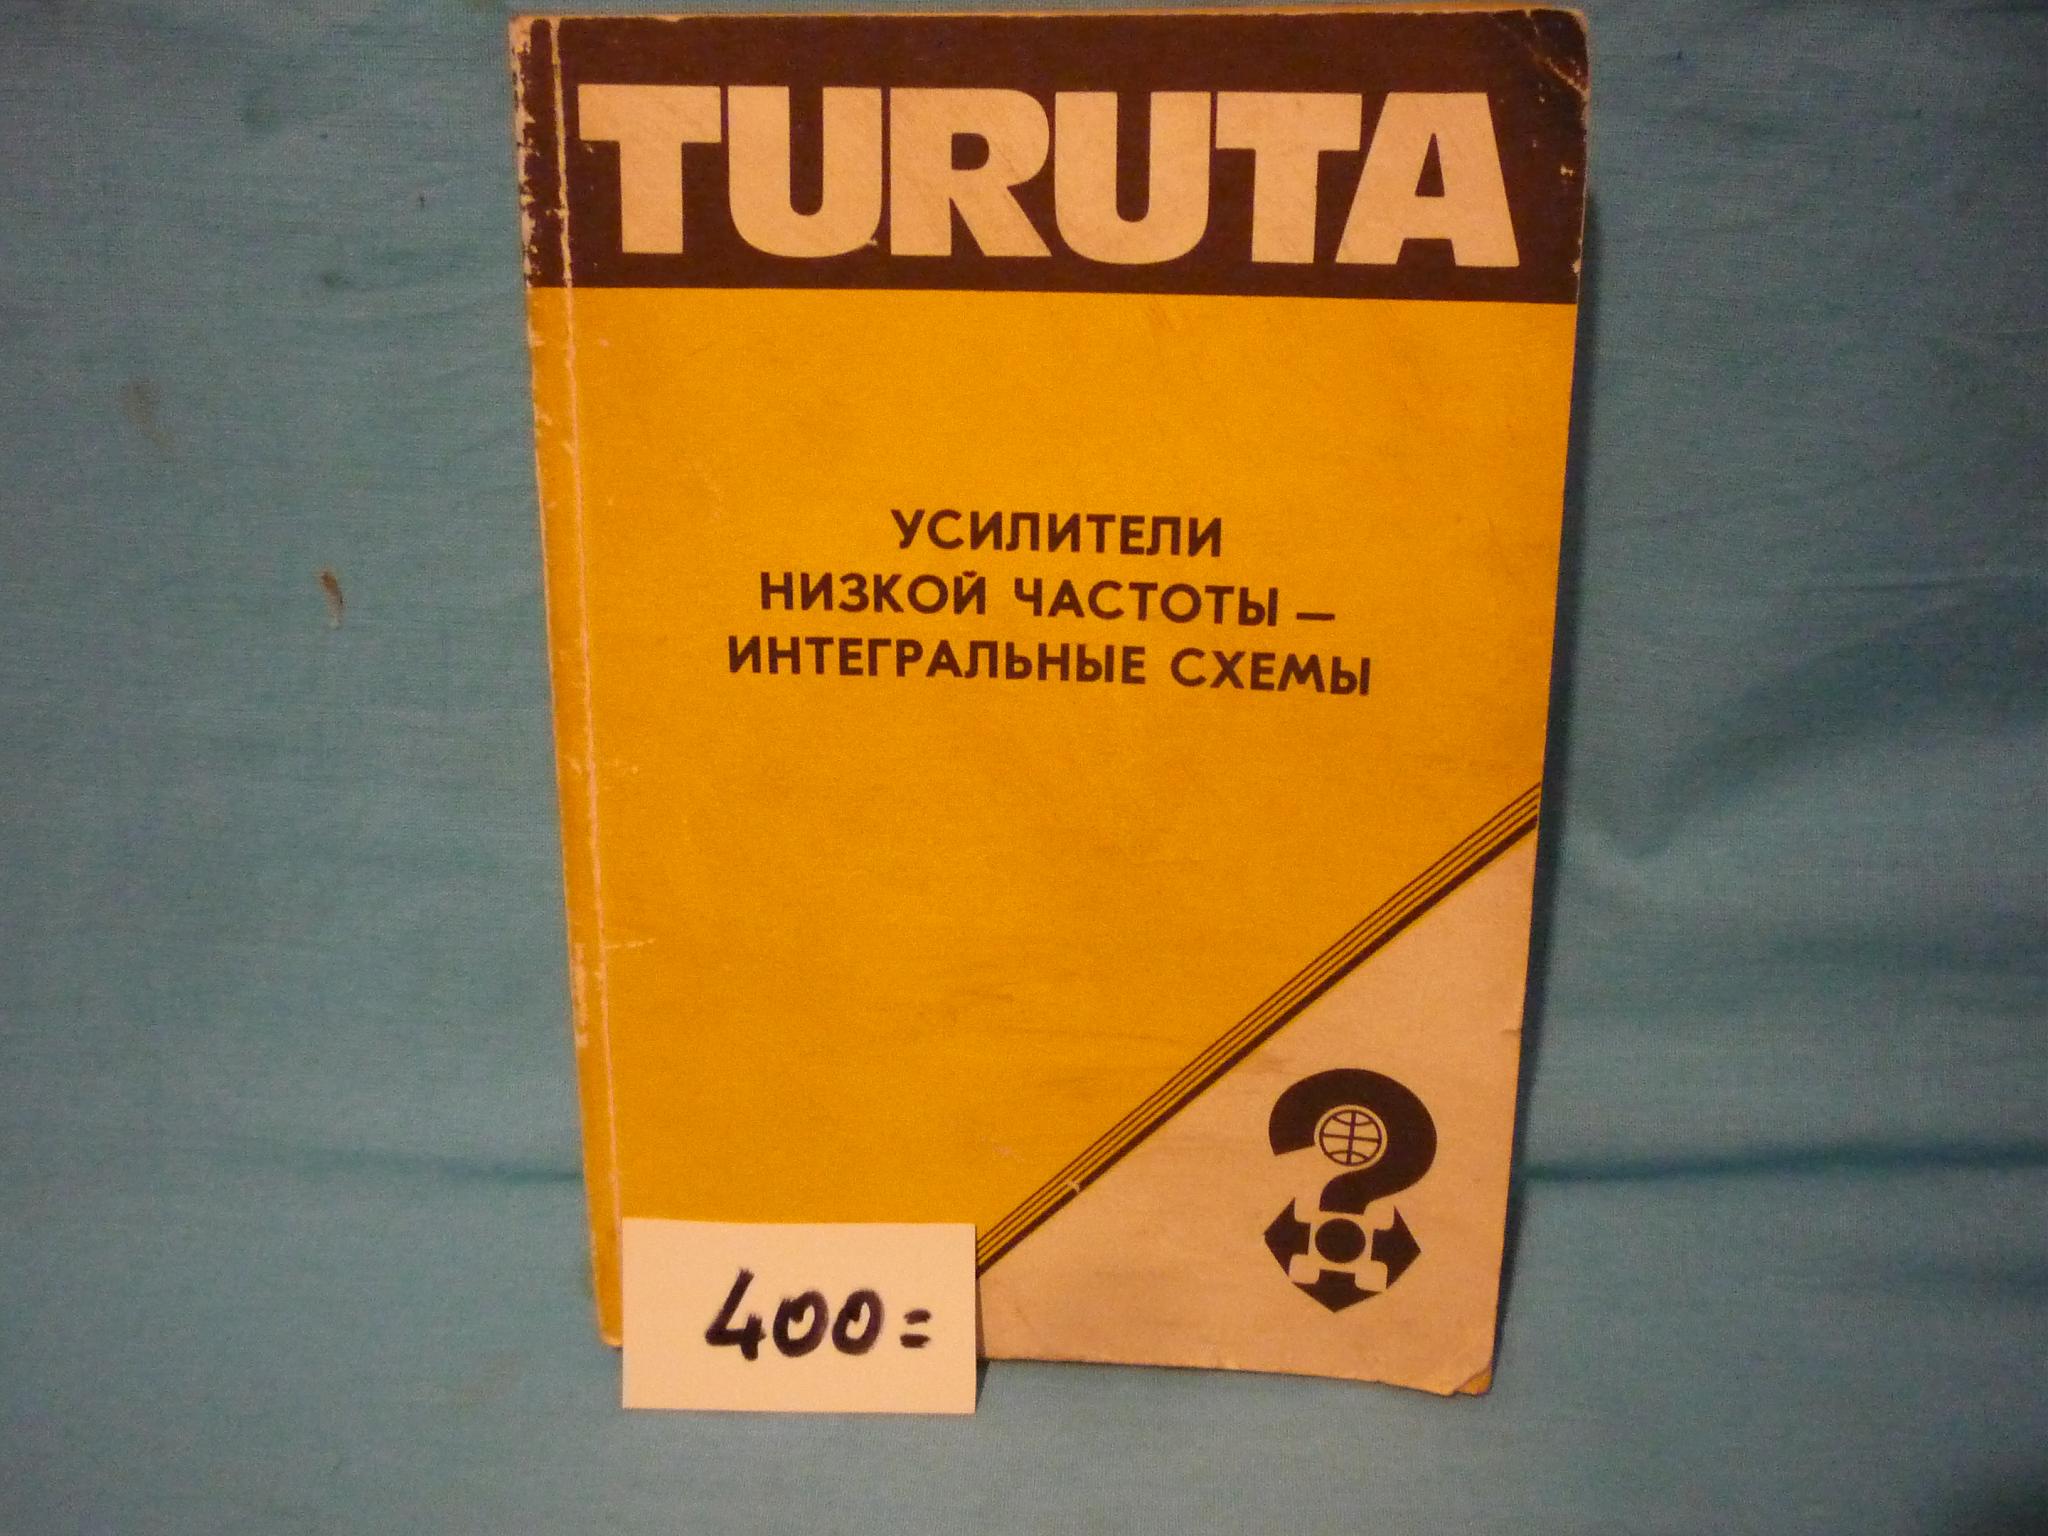 TURUTA
УСИЛИТЕЛИ
НИЗКОЙ ЧАСТОТЫ —
ИНТЕГРАЛЬНЫЕ СХЕМЫ
400=